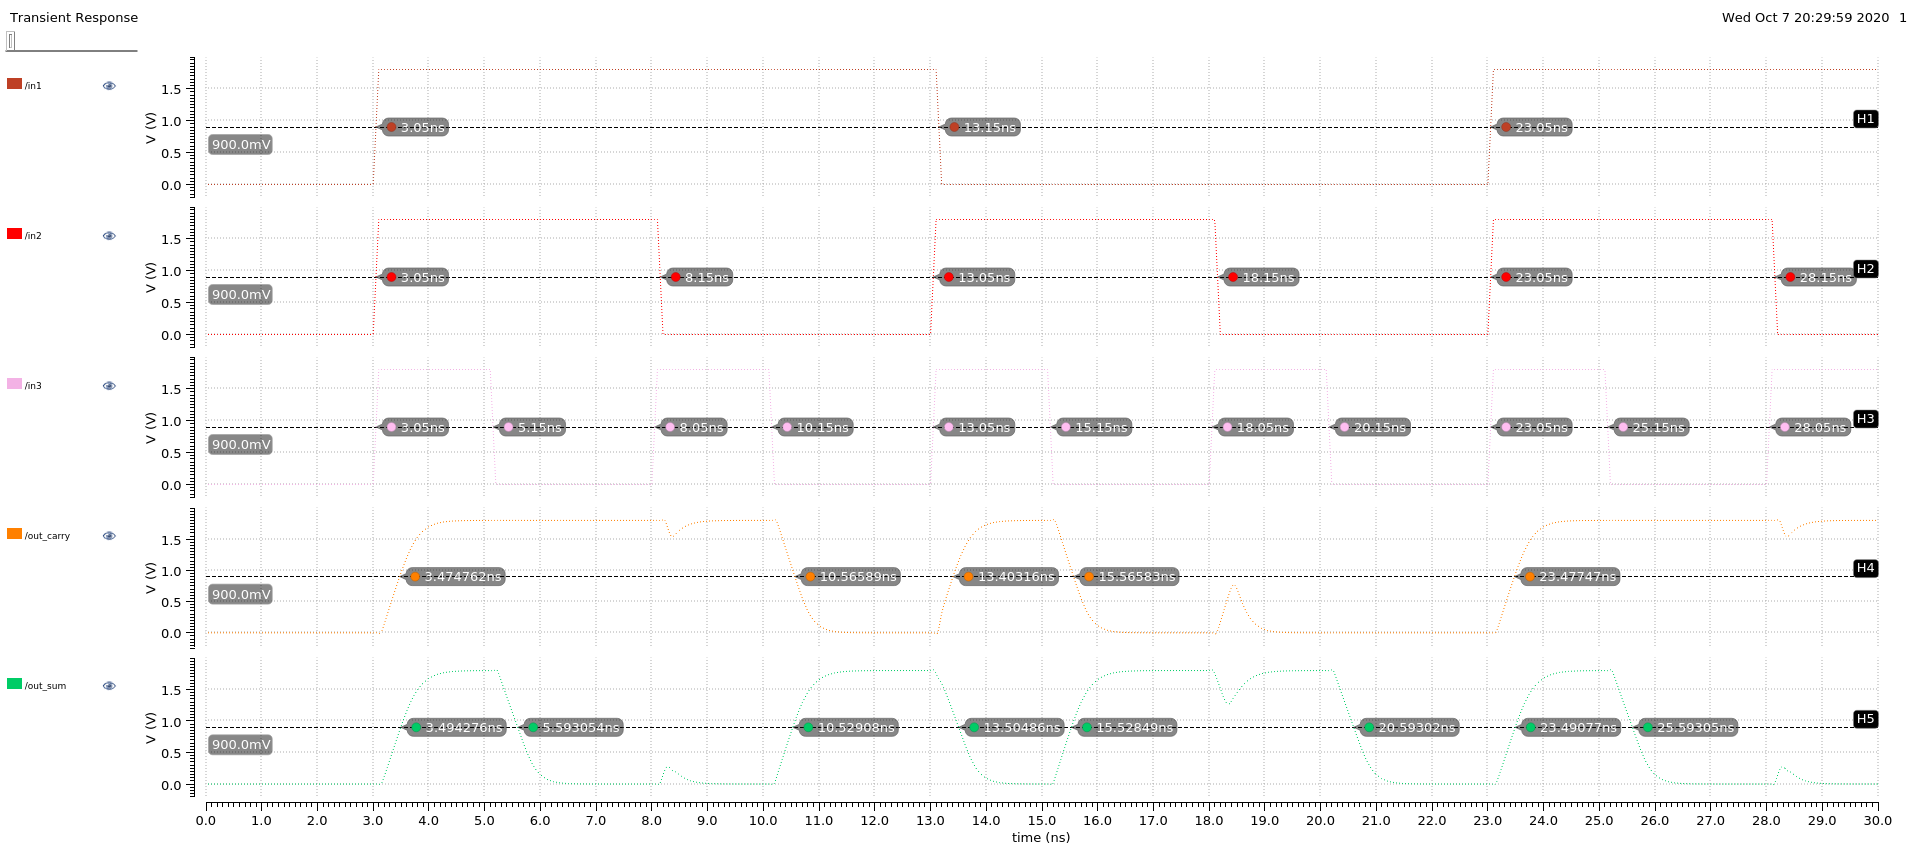 Transient Response
Wed Oct 7 20:29:59 2020 1
/in1
V (V)
1.5
1.0
0.5
0.0
900.0mV
3.05ns
13.15ns
23.05ns
H1
/in2
V (V)
1.5
1.0
0.5
0.0
900.0mV
3.05ns
8.15ns
13.05ns
18.15ns
23.05ns
28.15ns
H2
/in3
V (V)
1.5
1.0
0.5
0.0
900.0mV
3.05ns
5.15ns
8.05ns
10.15ns
13.05ns
15.15ns
18.05ns
20.15ns
23.05ns
25.15ns
28.05ns
H3
/out_carry
V (V)
1.5
1.0
0.5
0.0
900.0mV
3.474762ns
10.56589ns
13.40316ns
15.56583ns
23.47747ns
H4
/out_sum
V (V)
1.5
1.0
0.5
0.0
900.0mV
3.494276ns
5.593054ns
10.52908ns
13.50486ns
15.52849ns
20.59302ns
23.49077ns
25.59305ns
H5
0.0 1.0 2.0 3.0 4.0 5.0 6.0 7.0 8.0 9.0 10.0 11.0 12.0 13.0 14.0 15.0 16.0 17.0 18.0 19.0 20.0 21.0 22.0 23.0 24.0 25.0 26.0 27.0 28.0 29.0 30.0
time (ns)